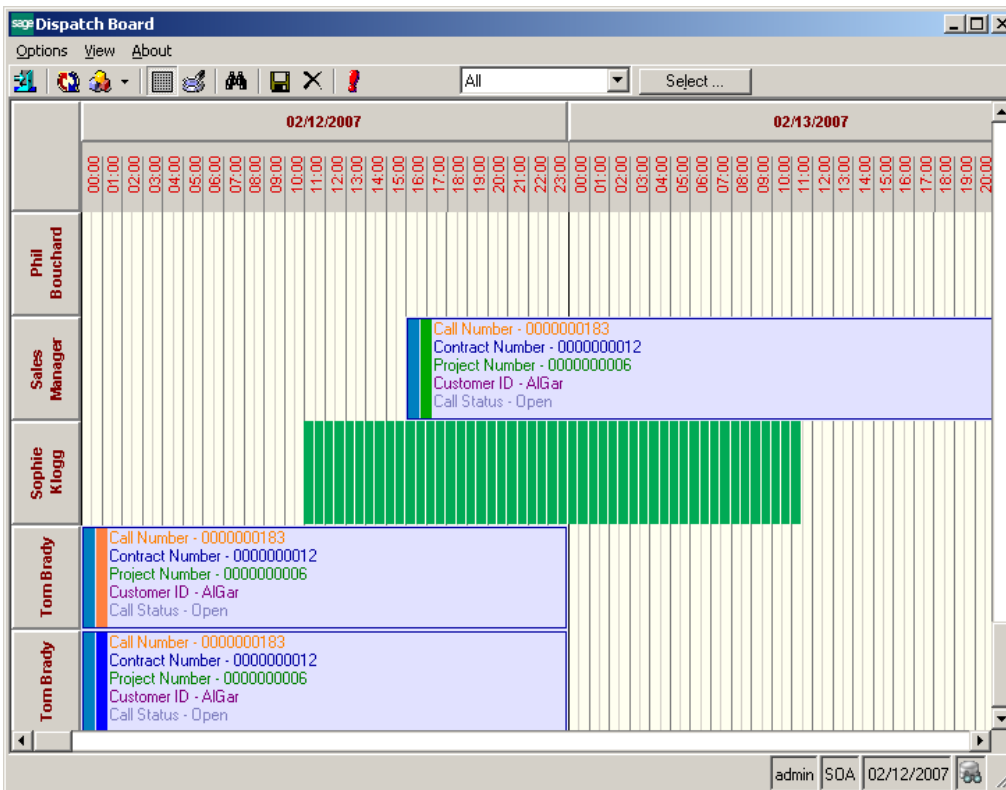 sage Dispatch Board
Options View About
All
Select ...
02/12/2007
02/13/2007
00:00 01:00 02:00 03:00 04:00 05:00 06:00 07:00 08:00 09:00 10:00 11:00 12:00 13:00 14:00 15:00 16:00 17:00 18:00 19:00 20:00 21:00 22:00 23:00 00:00 01:00 02:00 03:00 04:00 05:00 06:00 07:00 08:00 09:00 10:00 11:00 12:00 13:00 14:00 15:00 16:00 17:00 18:00 19:00 20:00
Phil
Bouchard
Sales
Manager
Call Number - 0000000183
Contract Number - 0000000012
Project Number - 0000000006
Customer ID - AlGar
Call Status - Open
Sophie
Klogg
Tom Brady
Call Number - 0000000183
Contract Number - 0000000012
Project Number - 0000000006
Customer ID - AlGar
Call Status - Open
Tom Brady
Call Number - 0000000183
Contract Number - 0000000012
Project Number - 0000000006
Customer ID - AlGar
Call Status - Open
admin SOA 02/12/2007